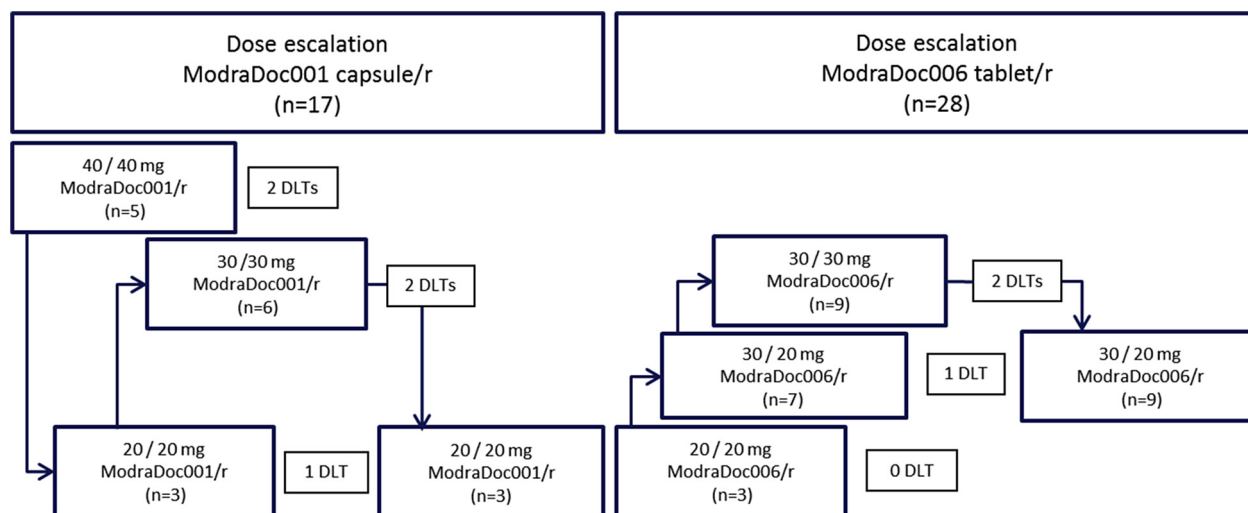 Dose escalation
ModraDoc001 capsule/r
(n=17)
Dose escalation
ModraDoc006 tablet/r
(n=28)
40 / 40 mg
ModraDoc001/r
(n=5)
2 DLTs
30 /30 mg
ModraDoc001/r
(n=6)
2 DLTs
20 / 20 mg
ModraDoc001/r
(n=3)
1 DLT
20 / 20 mg
ModraDoc001/r
(n=3)
30 / 30 mg
ModraDoc006/r
(n=9)
2 DLTs
30 / 20 mg
ModraDoc006/r
(n=7)
1 DLT
30 / 20 mg
ModraDoc006/r
(n=9)
20 / 20 mg
ModraDoc006/r
(n=3)
0 DLT